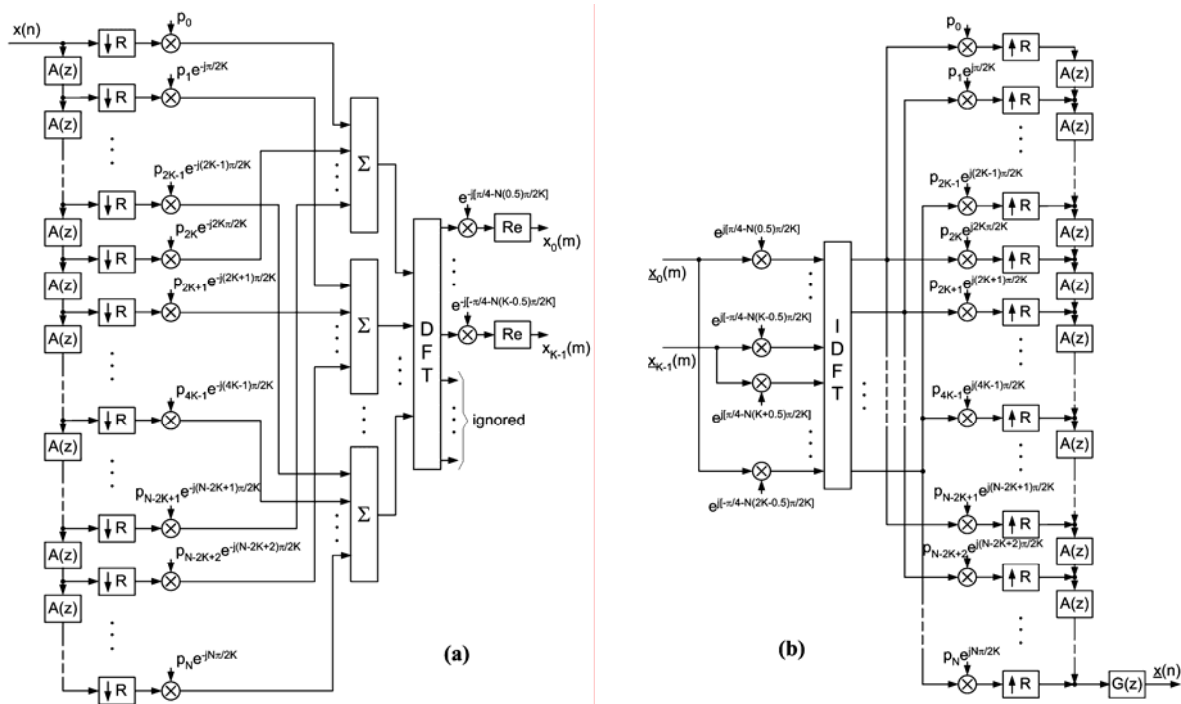 x(n)
↓R
p₀
A(z)
↓R
p₁e^-jπ/2K
A(z)
↓R
p₂K-1e^-j(2K-1)π/2K
A(z)
↓R
p₂Ke^-j2Kπ/2K
A(z)
↓R
p₂K+1e^-j(2K+1)π/2K
A(z)
↓R
p₄K-1e^-j(4K-1)π/2K
A(z)
↓R
pN-2K+1e^-j(N-2K+1)π/2K
A(z)
↓R
pN-2K+2e^-j(N-2K+2)π/2K
A(z)
↓R
pNe^-jNπ/2K
Σ
Σ
Σ
DFT
e^-j[π/4-N(0.5)π/2K]
Re
x₀(m)
e^-j[-π/4-N(K-0.5)π/2K]
Re
xK-1(m)
ignored
(a)
x₀(m)
e^j[π/4-N(0.5)π/2K]
e^j[-π/4-N(K-0.5)π/2K]
xK-1(m)
e^j[π/4-N(K+0.5)π/2K]
e^j[-π/4-N(2K-0.5)π/2K]
IDFT
p₀
↑R
A(z)
p₁e^jπ/2K
↑R
A(z)
p₂K-1e^j(2K-1)π/2K
↑R
A(z)
p₂Ke^j2Kπ/2K
↑R
A(z)
p₂K+1e^j(2K+1)π/2K
↑R
A(z)
p₄K-1e^j(4K-1)π/2K
↑R
A(z)
pN-2K+1e^j(N-2K+1)π/2K
↑R
A(z)
pN-2K+2e^j(N-2K+2)π/2K
↑R
A(z)
pNe^jNπ/2K
↑R
G(z)
x(n)
(b)